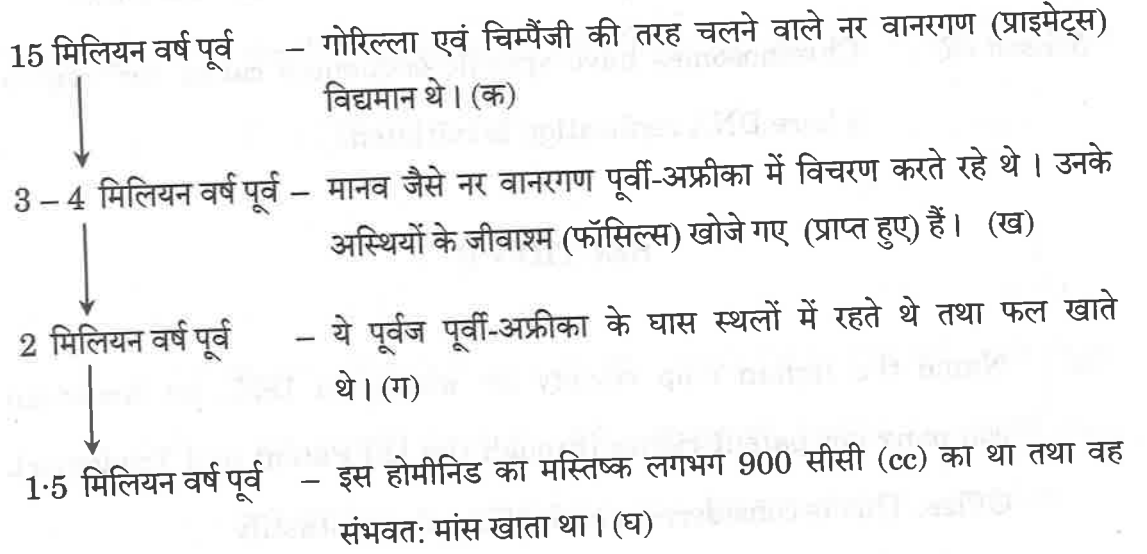 15 मिलियन वर्ष पूर्व – गोरिल्ला एवं चिम्पैंजी की तरह चलने वाले नर वानरगण (प्राइमेट्स)
विद्यमान थे । (क)
3 – 4 मिलियन वर्ष पूर्व – मानव जैसे नर वानरगण पूर्वी-अफ्रीका में विचरण करते रहे थे । उनके
अस्थियों के जीवाश्म (फॉसिल्स) खोजे गए (प्राप्त हुए) हैं । (ख)
2 मिलियन वर्ष पूर्व – ये पूर्वज पूर्वी-अफ्रीका के घास स्थलों में रहते थे तथा फल खाते
थे । (ग)
1·5 मिलियन वर्ष पूर्व – इस होमीनिड का मस्तिष्क लगभग 900 सीसी (cc) का था तथा वह
संभवत: मांस खाता था । (घ)